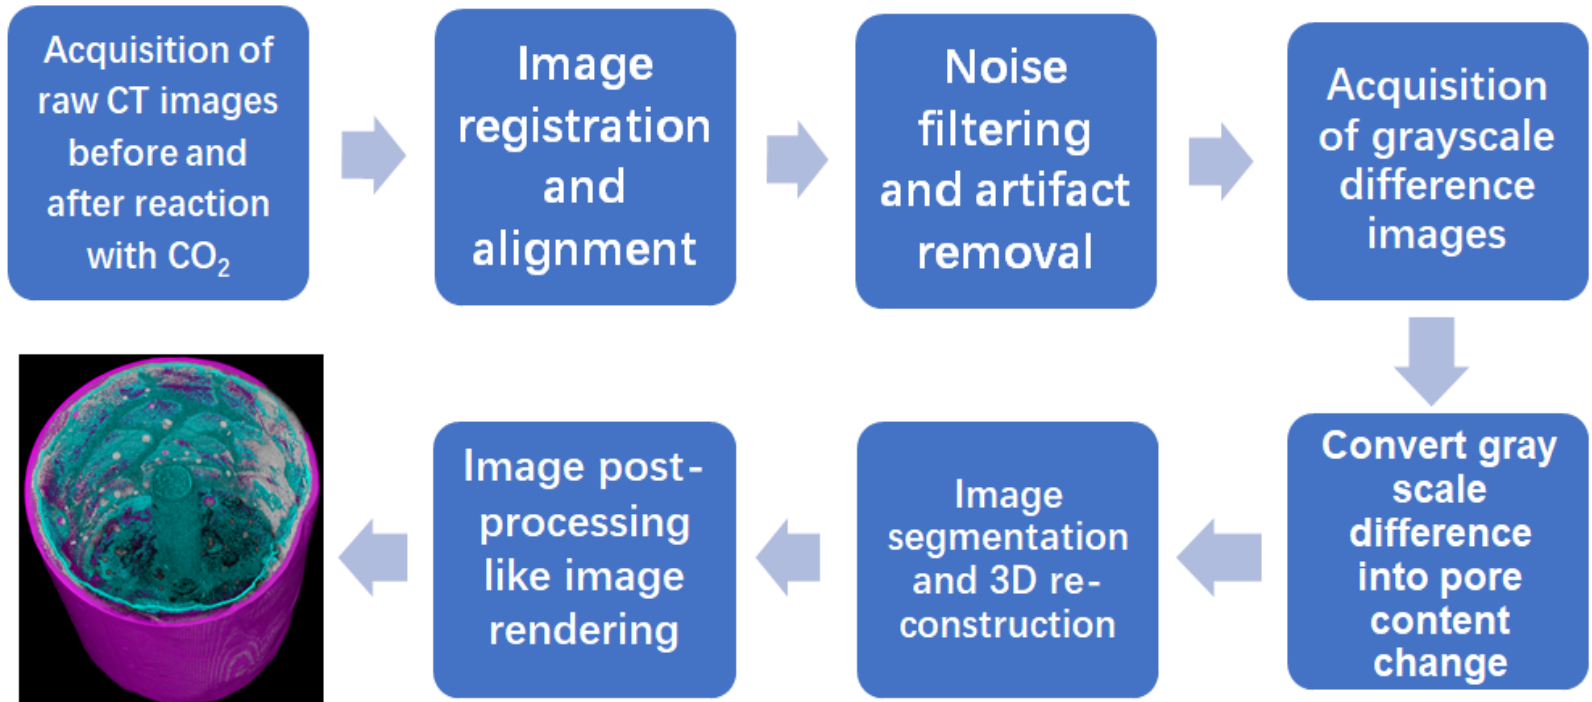 Acquisition of
raw CT images
before and
after reaction
with CO₂
Image
registration
and
alignment
Noise
filtering
and artifact
removal
Acquisition
of grayscale
difference
images
Convert gray
scale
difference
into pore
content
change
Image
segmentation
and 3D re-
construction
Image post-
processing
like image
rendering